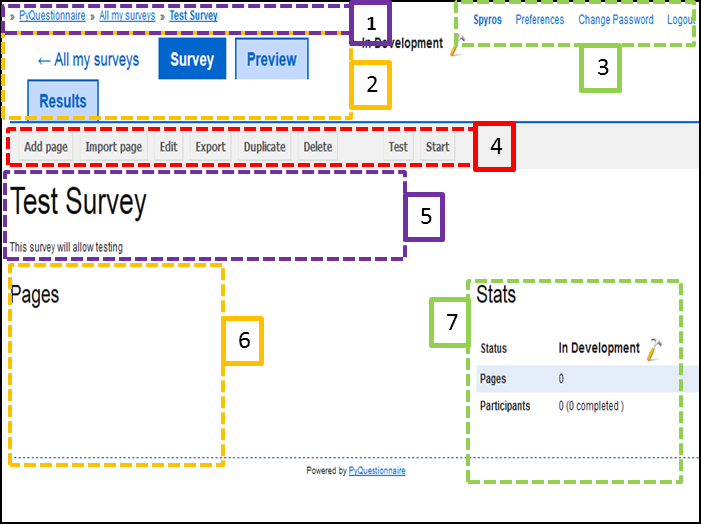 » PyQuestionnaire » All my surveys » Test Survey
1
Spyros Preferences Change Password Logout
In Development
3
← All my surveys Survey Preview
2
Results
Add page Import page Edit Export Duplicate Delete Test Start
4
Test Survey
5
This survey will allow testing
Pages
6
Stats
7
Status In Development
Pages 0
Participants 0 (0 completed )
Powered by PyQuestionnaire